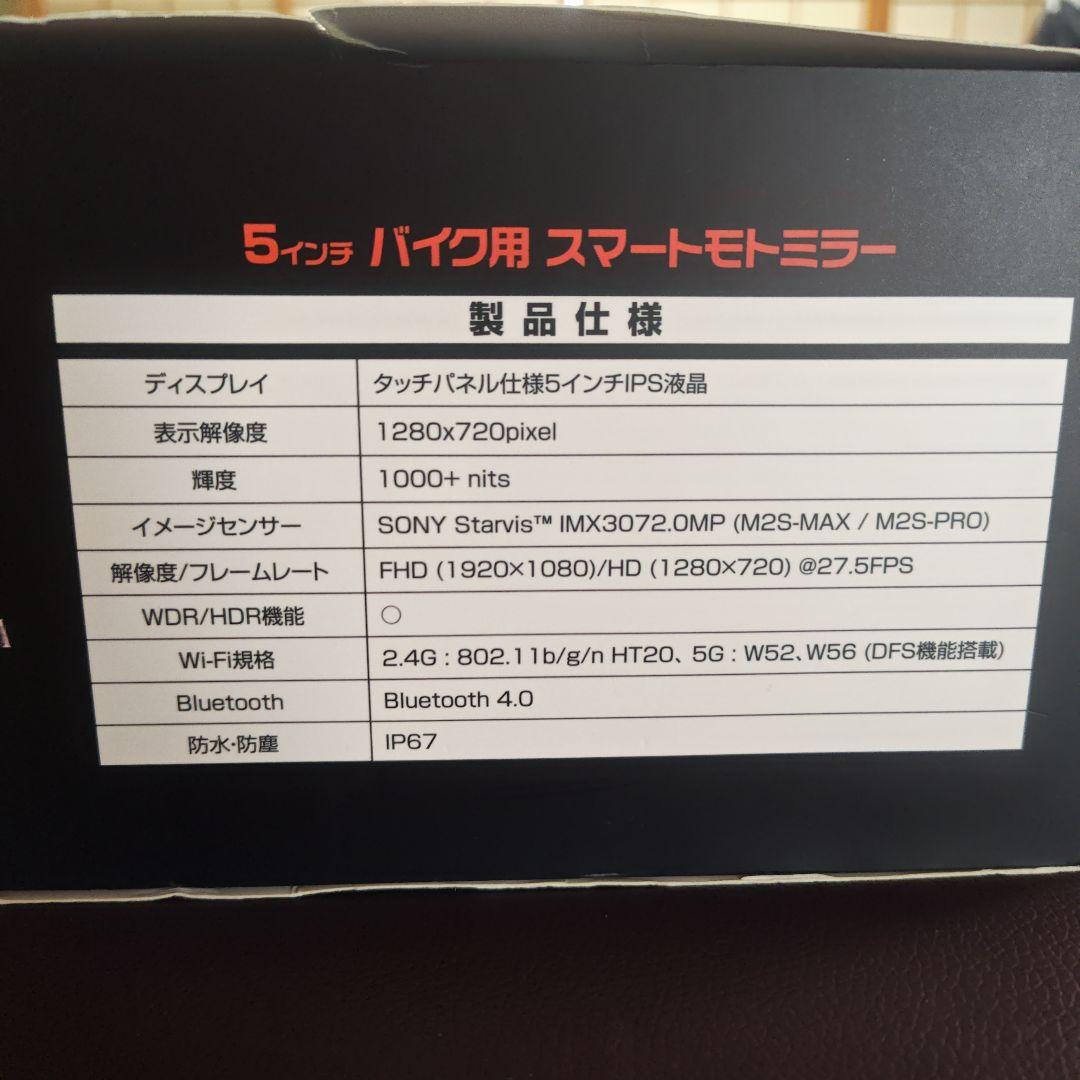 5インチ バイク用 スマートモトミラー
製品仕様
ディスプレイ タッチパネル仕様5インチIPS液晶
表示解像度 1280x720pixel
輝度 1000+ nits
イメージセンサー SONY Starvis™ IMX3072.0MP (M2S-MAX / M2S-PRO)
解像度/フレームレート FHD (1920×1080)/HD (1280×720) @27.5FPS
WDR/HDR機能 ○
Wi-Fi規格 2.4G : 802.11b/g/n HT20、5G : W52、W56 (DFS機能搭載)
Bluetooth Bluetooth 4.0
防水・防塵 IP67